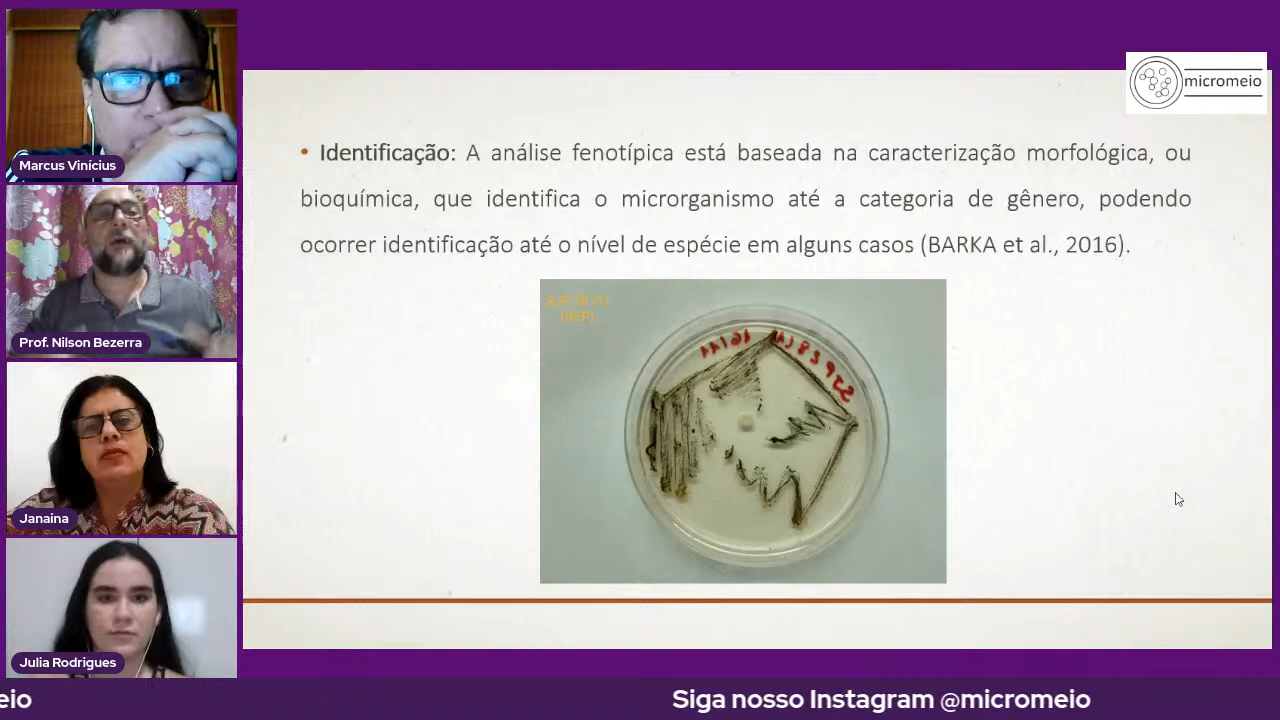 Marcus Vinícius
Prof. Nilson Bezerra
Janaina
Julia Rodrigues
micromeio
• Identificação: A análise fenotípica está baseada na caracterização morfológica, ou
bioquímica, que identifica o microrganismo até a categoria de gênero, podendo
ocorrer identificação até o nível de espécie em alguns casos (BARKA et al., 2016).
eio
Siga nosso Instagram @micromeio